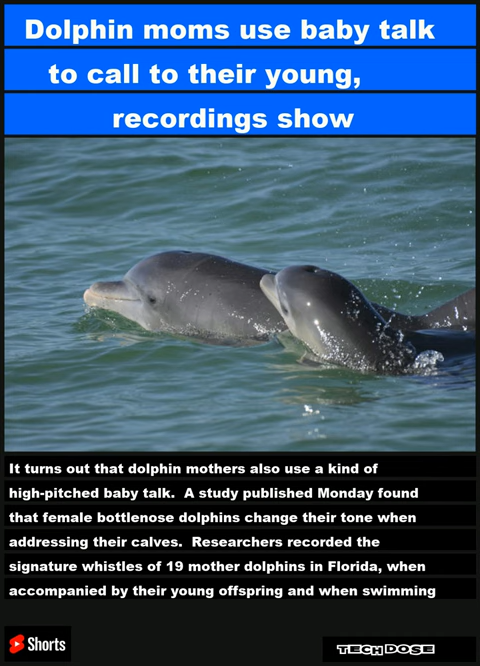 Dolphin moms use baby talk
to call to their young,
recordings show
It turns out that dolphin mothers also use a kind of
high-pitched baby talk.  A study published Monday found
that female bottlenose dolphins change their tone when
addressing their calves.  Researchers recorded the
signature whistles of 19 mother dolphins in Florida, when
accompanied by their young offspring and when swimming
Shorts
TECH DOSE